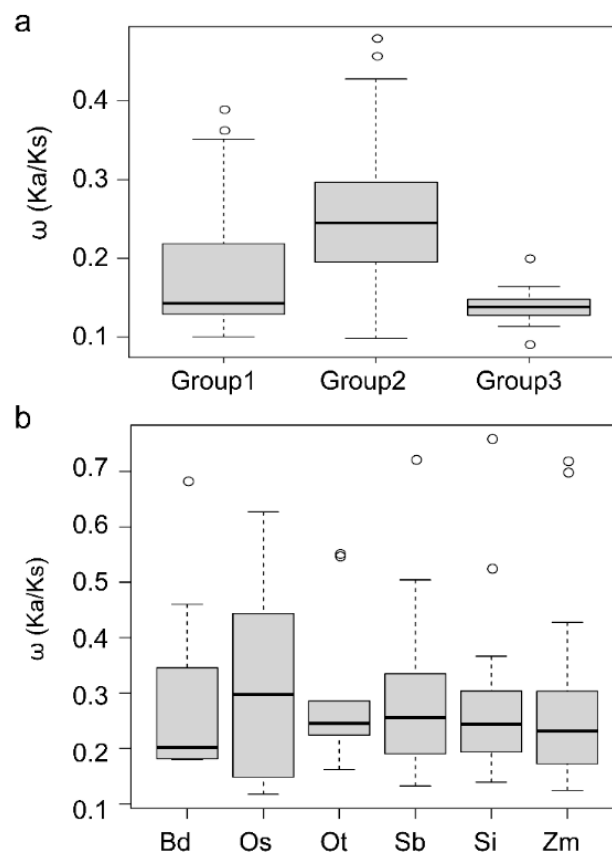 a
ω (Ka/Ks)
0.4
0.3
0.2
0.1
Group1 Group2 Group3
b
ω (Ka/Ks)
0.7
0.6
0.5
0.4
0.3
0.2
0.1
Bd Os Ot Sb Si Zm